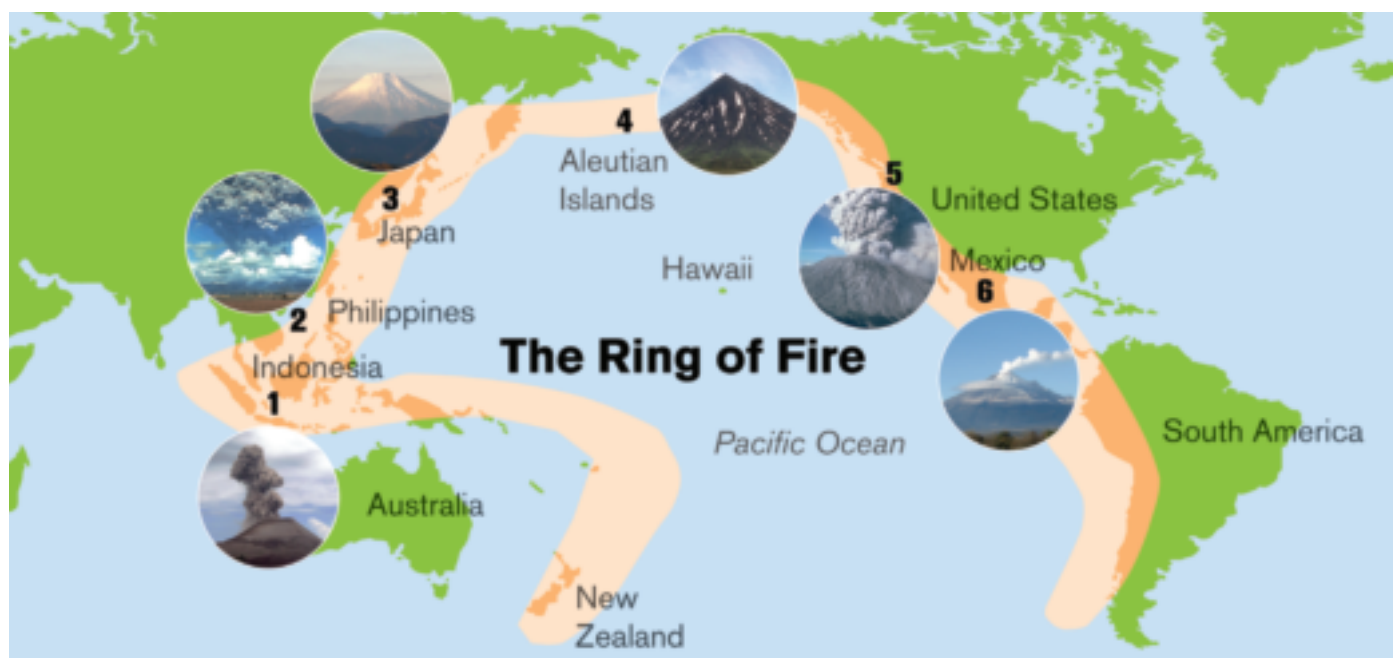 4
Aleutian
Islands
5
United States
3
Japan
Hawaii
Mexico
6
2
Philippines
Indonesia
1
The Ring of Fire
Pacific Ocean
South America
Australia
New
Zealand